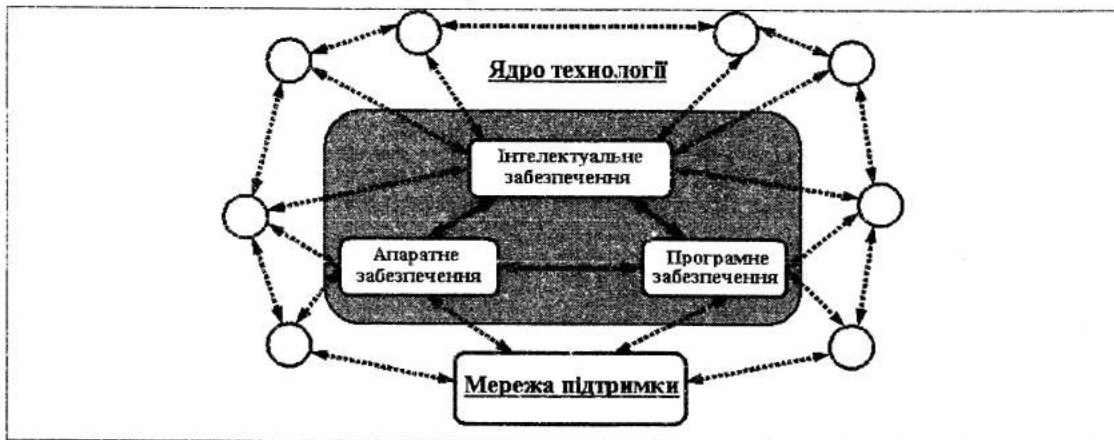 Ядро технології
Інтелектуальне
забезпечення
Апаратне
забезпечення
Програмне
забезпечення
Мережа підтримки